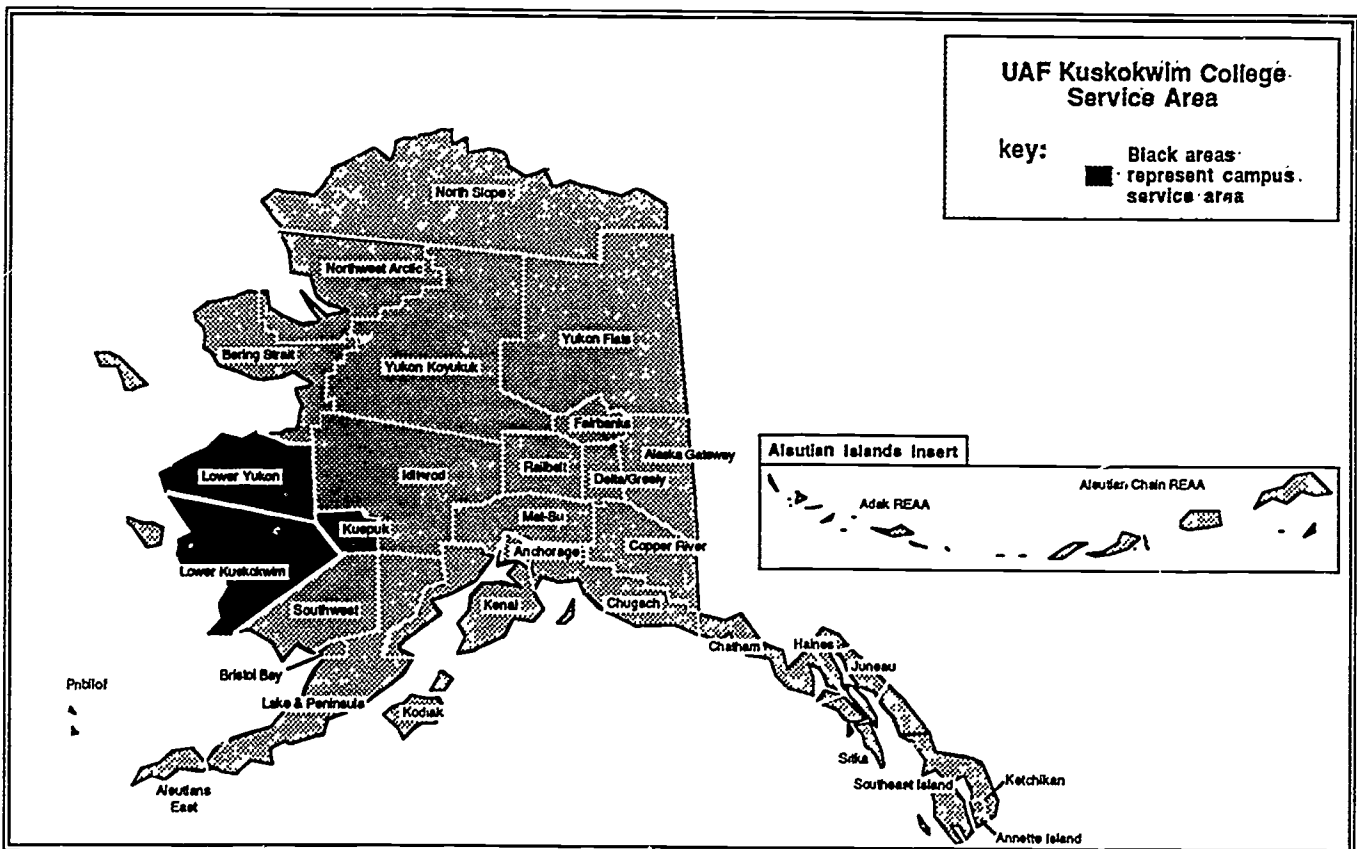 UAF Kuskokwim College
Service Area
key:
Black areas
represent campus
service area
North Slope
Northwest Arctic
Bering Strait
Yukon Flats
Yukon Koyukuk
Fairbanks
Lower Yukon
Iditarod
Railbelt
Alaska Gateway
Delta/Greely
Aleutian Islands Insert
Adak REAA
Aleutian Chain REAA
Kuspuk
Mat-Su
Lower Kuskokwim
Anchorage
Copper River
Southwest
Kenai
Chugach
Chatham
Haines
Juneau
Bristol Bay
Pribilof
Lake & Peninsula
Kodiak
Sitka
Southeast Island
Ketchikan
Aleutians
East
Annette Island